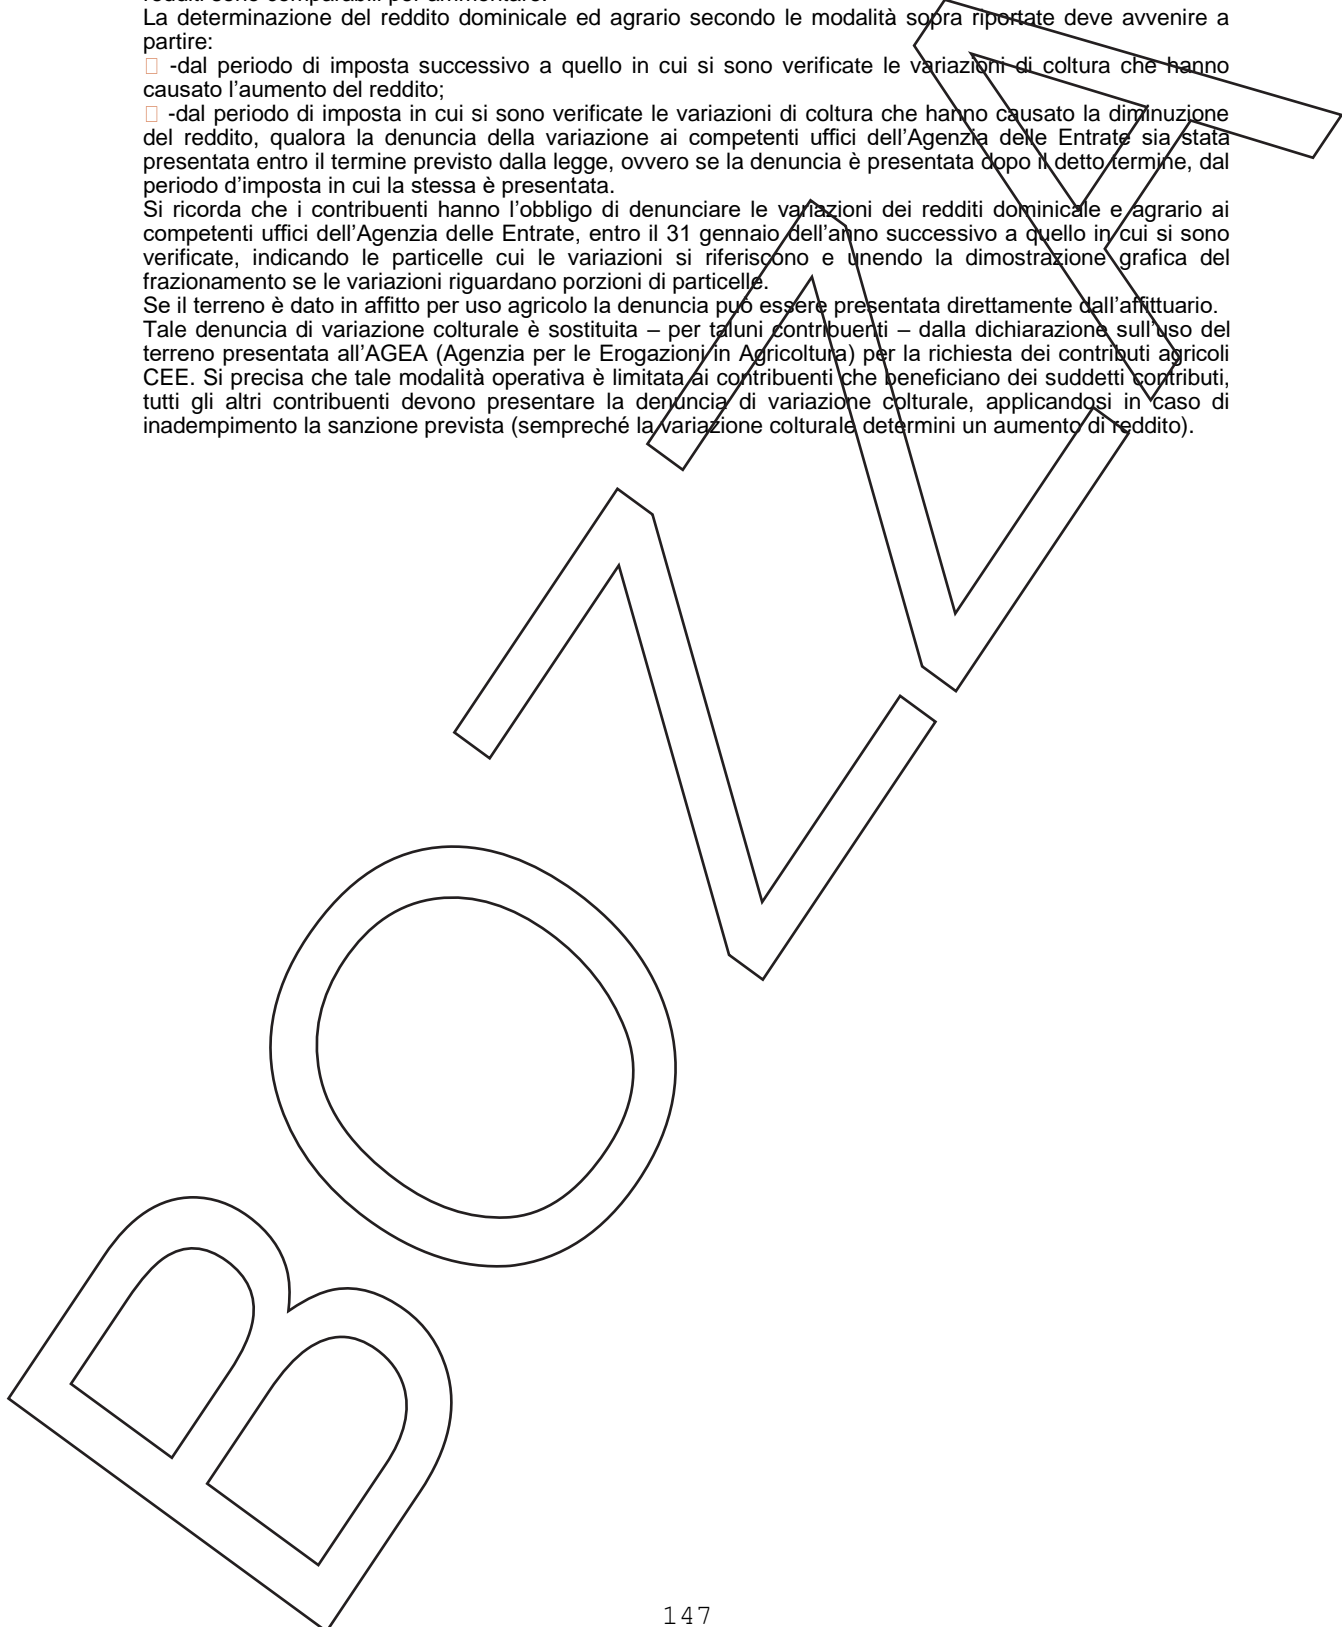 redditi sono comparabili per ammontare.
La determinazione del reddito dominicale ed agrario secondo le modalità sopra riportate deve avvenire a
partire:
-dal periodo di imposta successivo a quello in cui si sono verificate le variazioni di coltura che hanno
causato l’aumento del reddito;
-dal periodo di imposta in cui si sono verificate le variazioni di coltura che hanno causato la diminuzione
del reddito, qualora la denuncia della variazione ai competenti uffici dell’Agenzia delle Entrate sia stata
presentata entro il termine previsto dalla legge, ovvero se la denuncia è presentata dopo il detto termine, dal
periodo d’imposta in cui la stessa è presentata.
Si ricorda che i contribuenti hanno l’obbligo di denunciare le variazioni dei redditi dominicale e agrario ai
competenti uffici dell’Agenzia delle Entrate, entro il 31 gennaio dell’anno successivo a quello in cui si sono
verificate, indicando le particelle cui le variazioni si riferiscono e unendo la dimostrazione grafica del
frazionamento se le variazioni riguardano porzioni di particelle.
Se il terreno è dato in affitto per uso agricolo la denuncia può essere presentata direttamente dall’affittuario.
Tale denuncia di variazione colturale è sostituita – per taluni contribuenti – dalla dichiarazione sull’uso del
terreno presentata all’AGEA (Agenzia per le Erogazioni in Agricoltura) per la richiesta dei contributi agricoli
CEE. Si precisa che tale modalità operativa è limitata ai contribuenti che beneficiano dei suddetti contributi,
tutti gli altri contribuenti devono presentare la denuncia di variazione colturale, applicandosi in caso di
inadempimento la sanzione prevista (sempreché la variazione colturale determini un aumento di reddito).
BOZZA
147